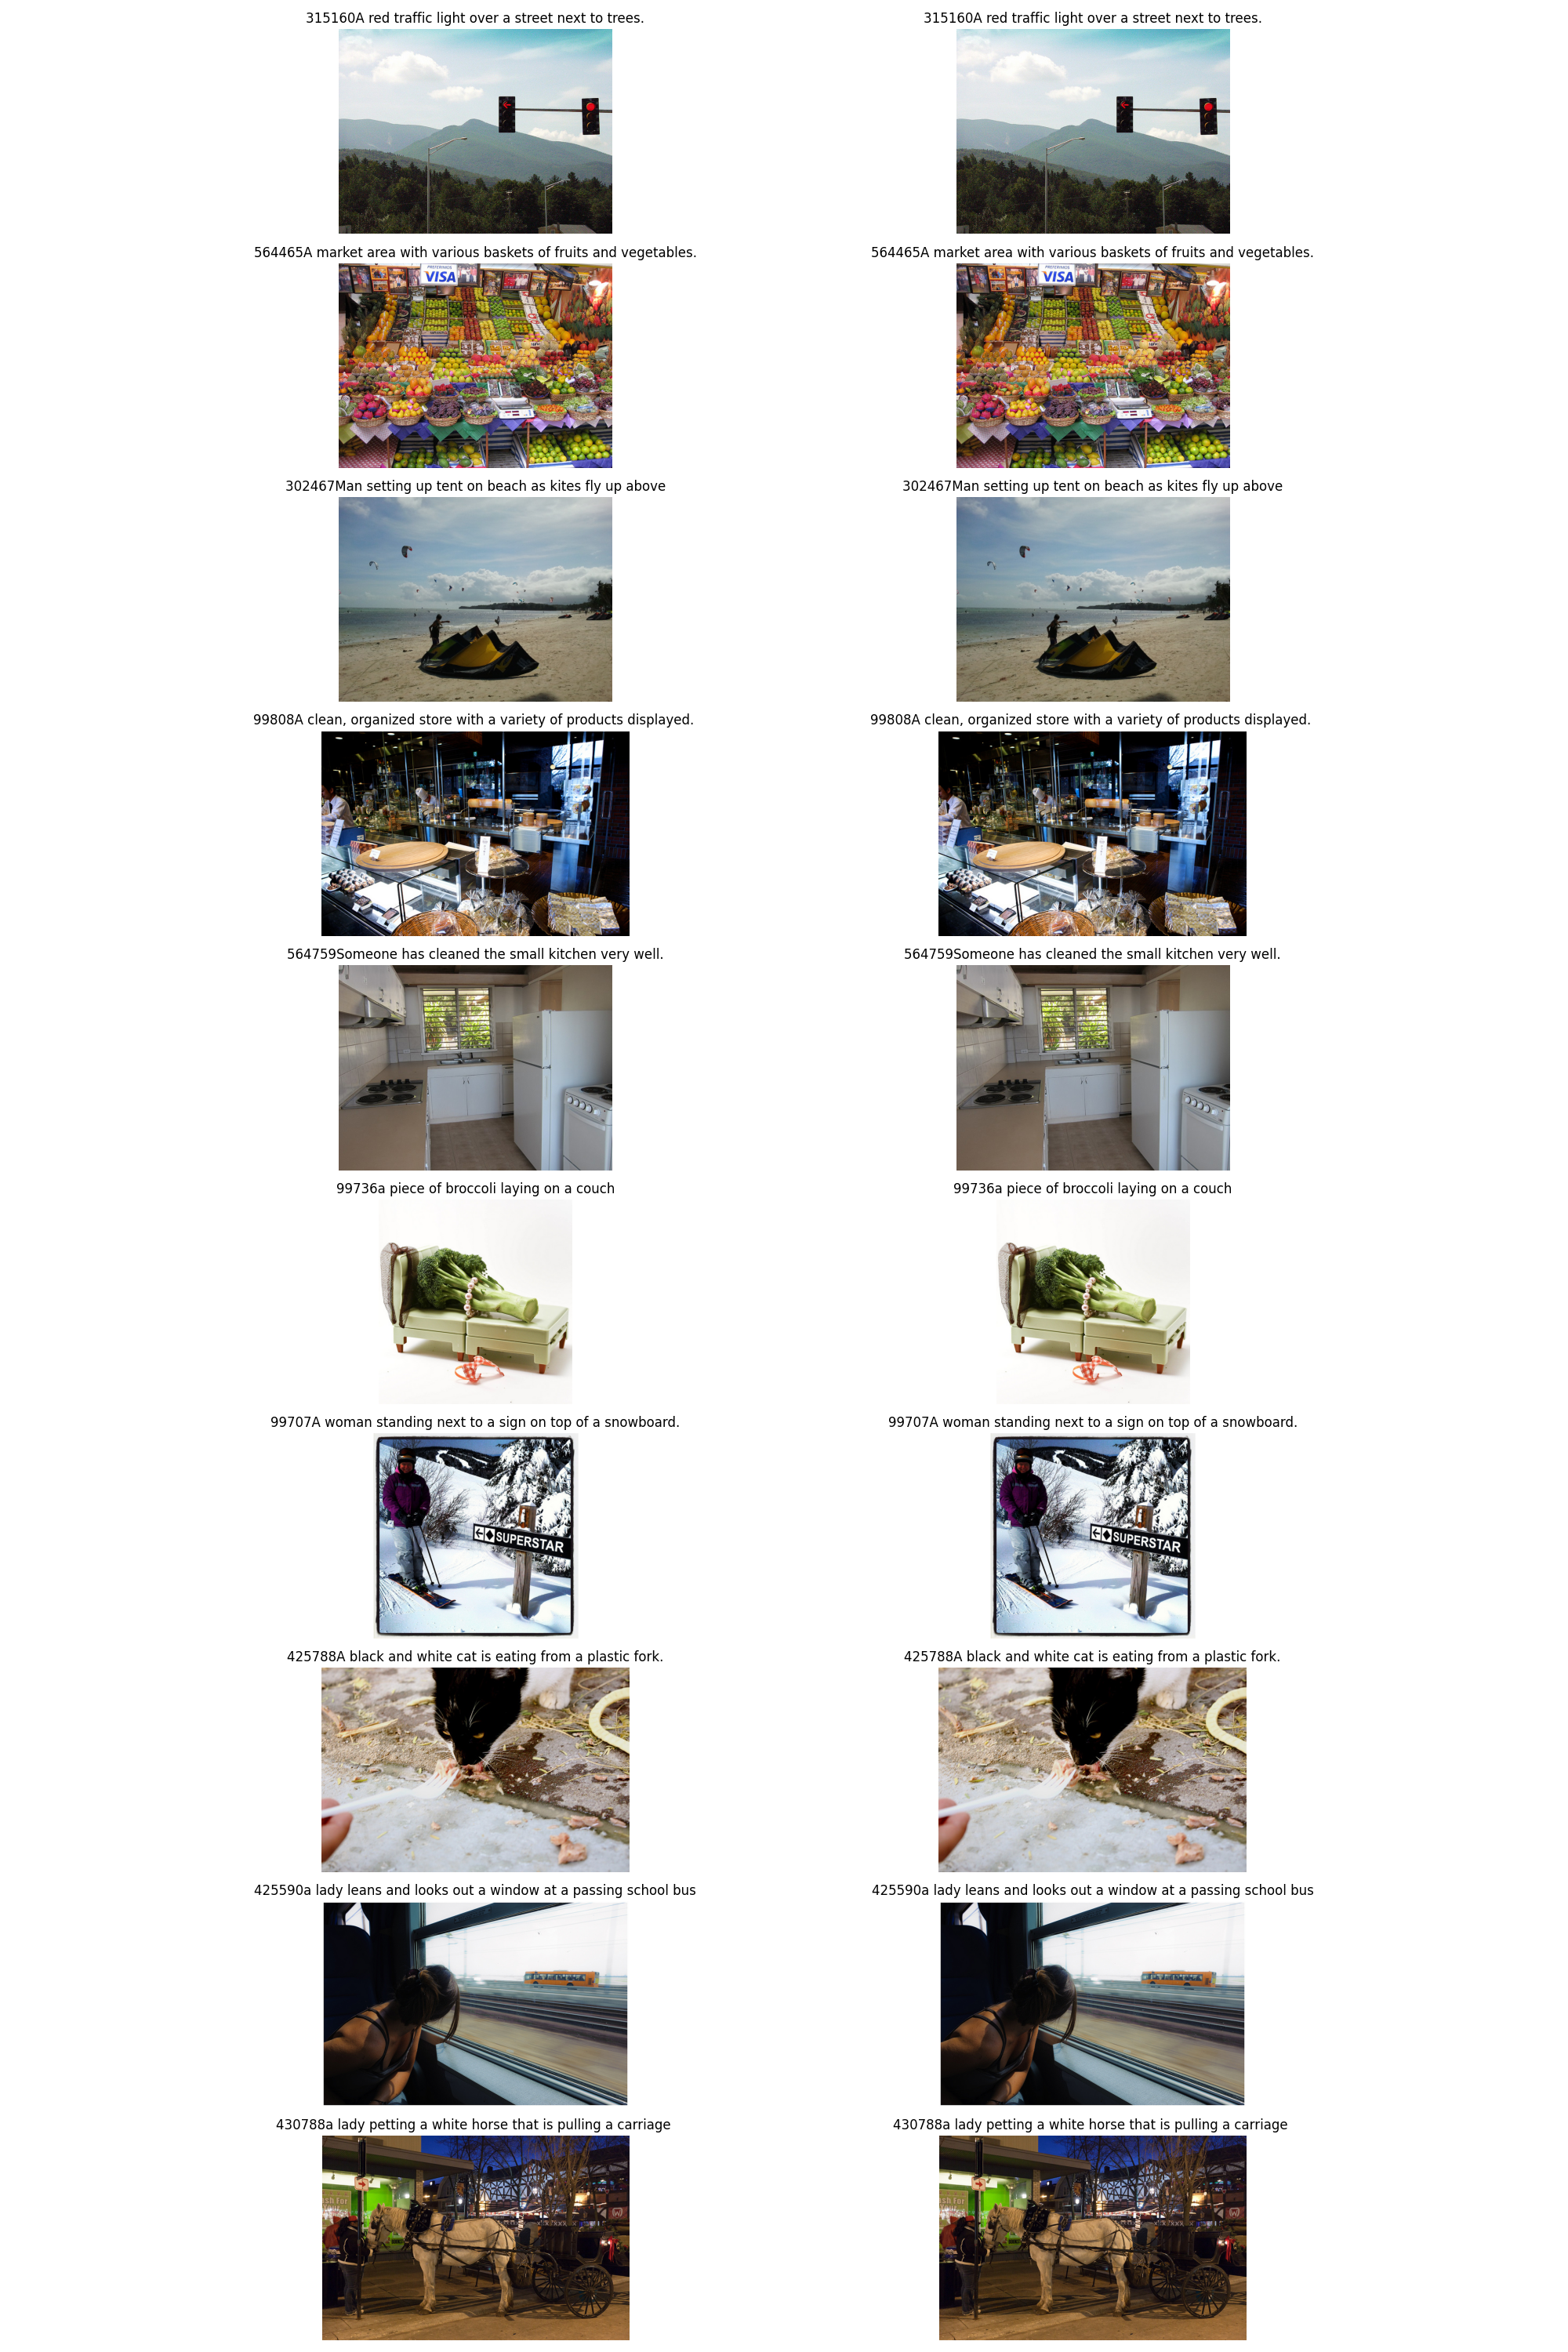 315160A red traffic light over a street next to trees.
315160A red traffic light over a street next to trees.
564465A market area with various baskets of fruits and vegetables.
564465A market area with various baskets of fruits and vegetables.
VISA
VISA
302467Man setting up tent on beach as kites fly up above
302467Man setting up tent on beach as kites fly up above
99808A clean, organized store with a variety of products displayed.
99808A clean, organized store with a variety of products displayed.
564759Someone has cleaned the small kitchen very well.
564759Someone has cleaned the small kitchen very well.
99736a piece of broccoli laying on a couch
99736a piece of broccoli laying on a couch
99707A woman standing next to a sign on top of a snowboard.
99707A woman standing next to a sign on top of a snowboard.
SUPERSTAR
SUPERSTAR
425788A black and white cat is eating from a plastic fork.
425788A black and white cat is eating from a plastic fork.
425590a lady leans and looks out a window at a passing school bus
425590a lady leans and looks out a window at a passing school bus
430788a lady petting a white horse that is pulling a carriage
430788a lady petting a white horse that is pulling a carriage